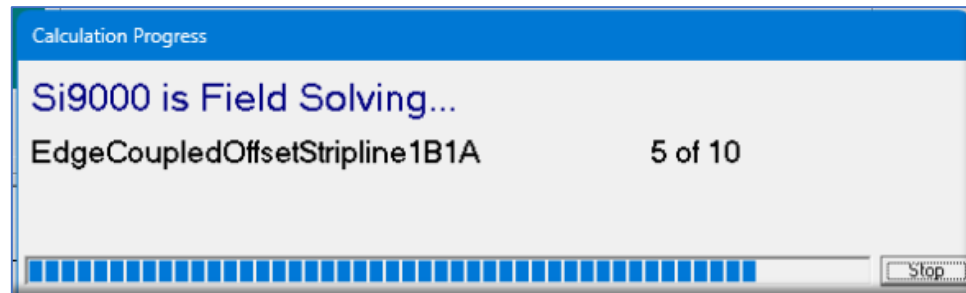 Calculation Progress
Si9000 is Field Solving...
EdgeCoupledOffsetStripline1B1A 5 of 10
Stop